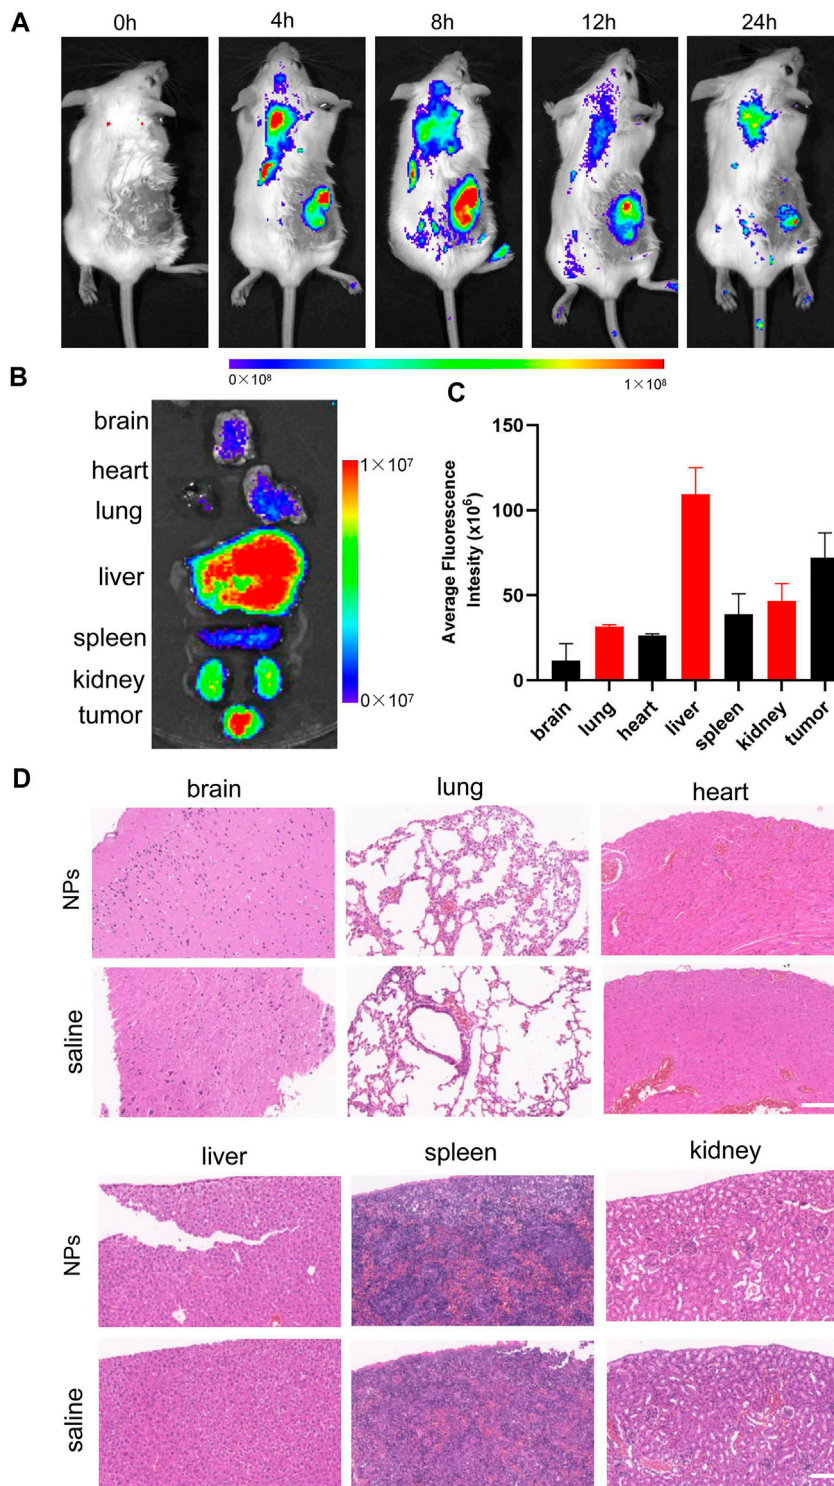 A
0h 4h 8h 12h 24h
0×10⁸ 1×10⁸
B
brain
heart
lung
liver
spleen
kidney
tumor
1×10⁷
0×10⁷
C
Average Fluorescence
Intesity (x10⁶)
150
100
50
0
brain lung heart liver spleen kidney tumor
D
brain lung heart
NPs
saline
liver spleen kidney
NPs
saline